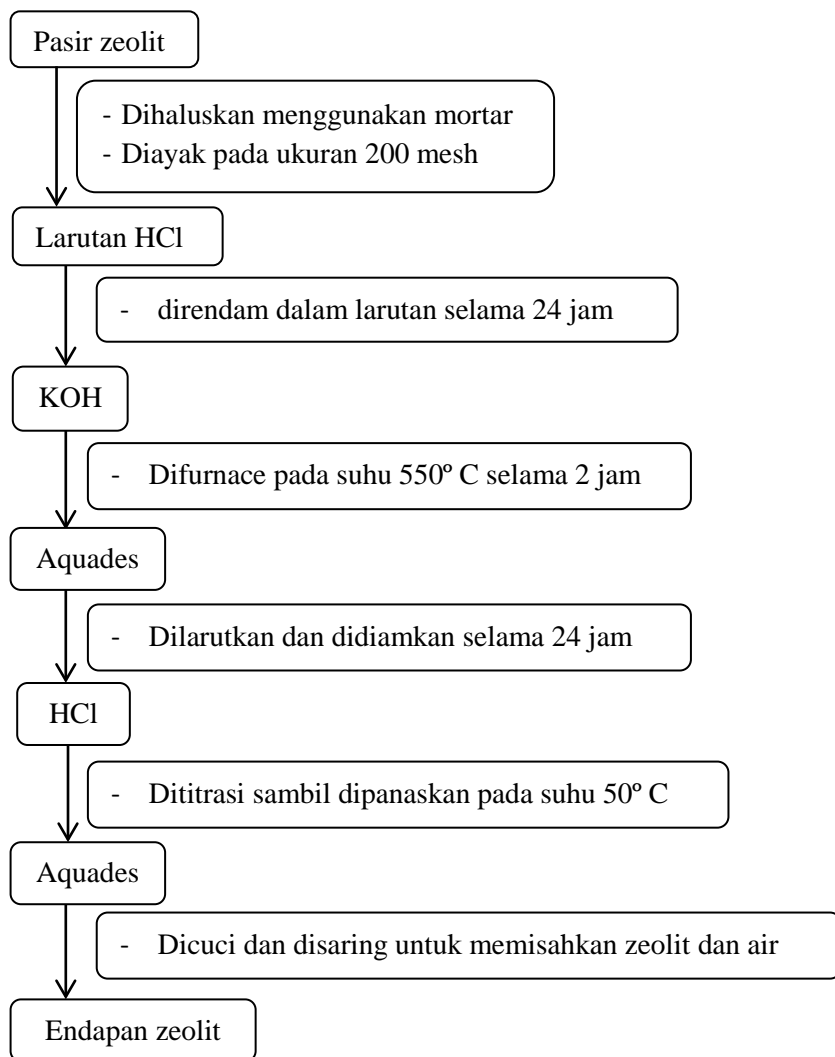 Pasir zeolit
- Dihaluskan menggunakan mortar
- Diayak pada ukuran 200 mesh
Larutan HCl
- direndam dalam larutan selama 24 jam
KOH
- Difurnace pada suhu 550º C selama 2 jam
Aquades
- Dilarutkan dan didiamkan selama 24 jam
HCl
- Dititrasi sambil dipanaskan pada suhu 50º C
Aquades
- Dicuci dan disaring untuk memisahkan zeolit dan air
Endapan zeolit